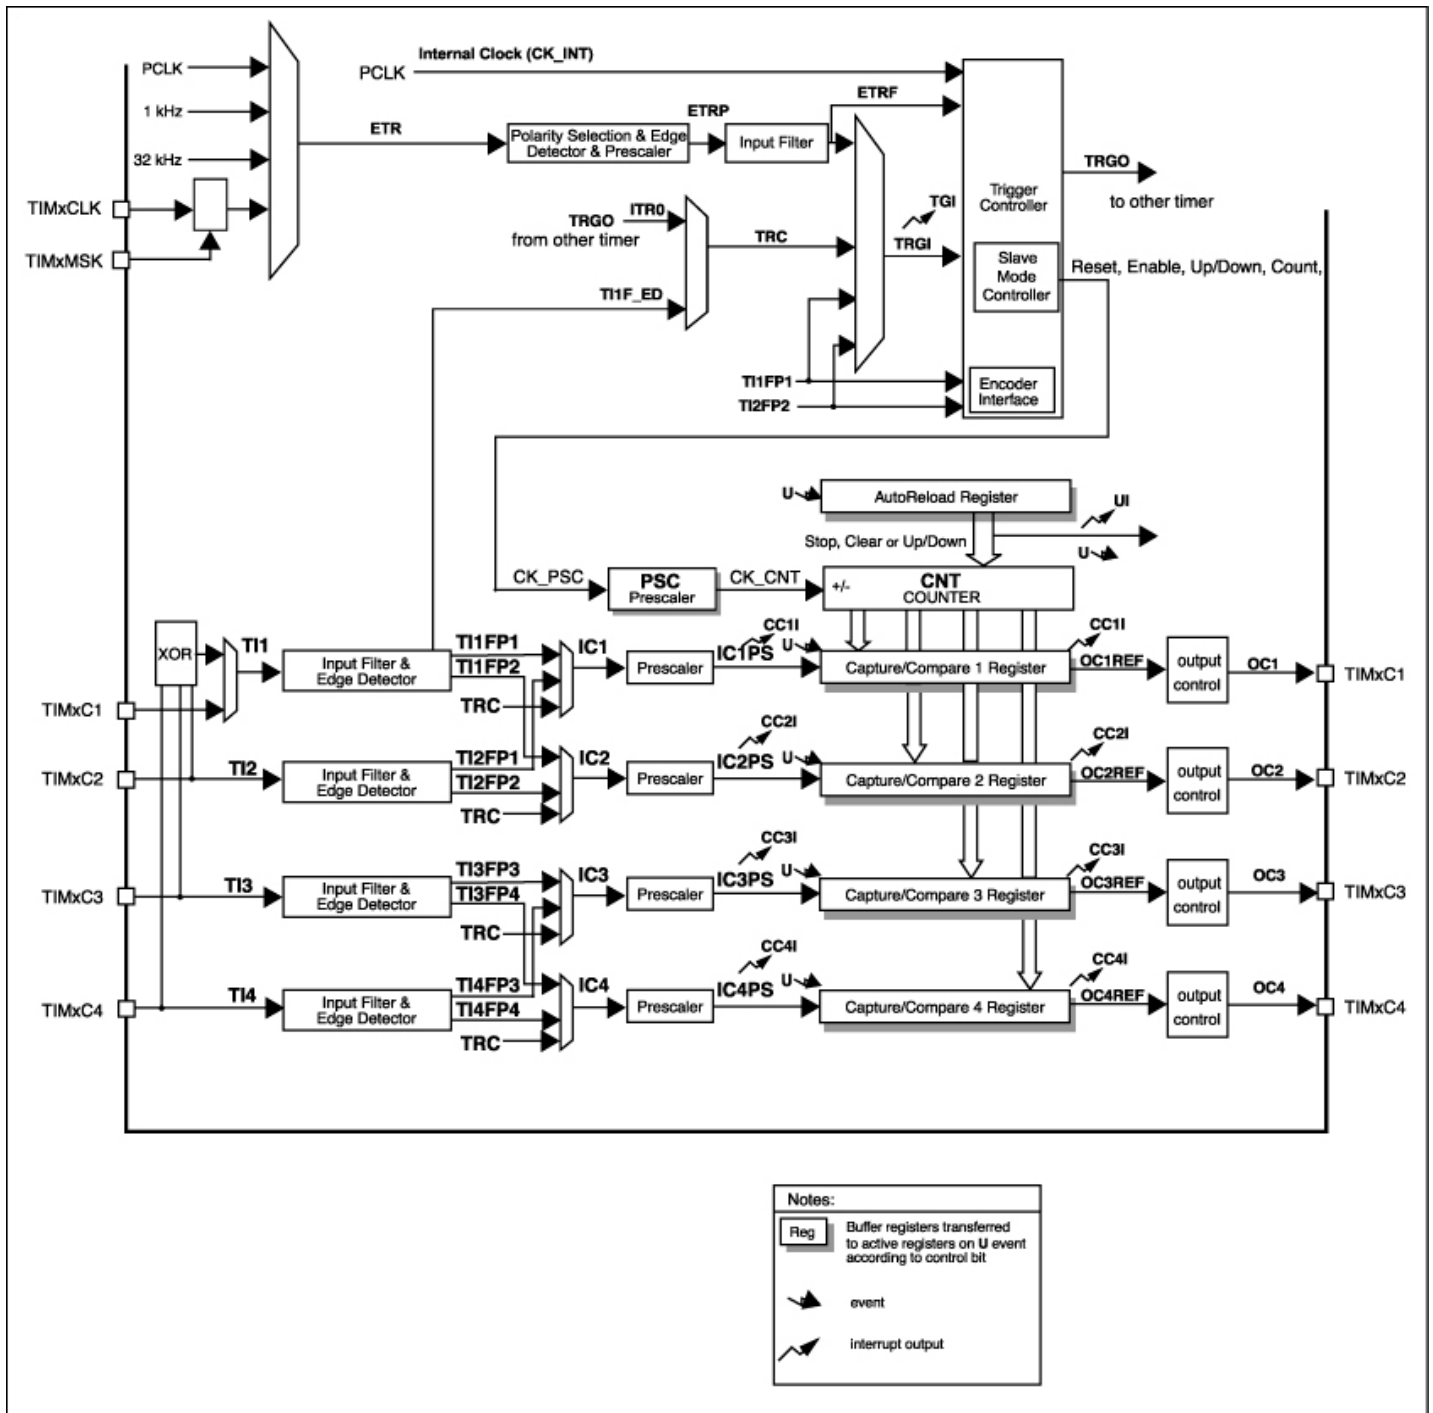 Internal Clock (CK_INT)
PCLK
PCLK
1 kHz
32 kHz
TIMxCLK
TIMxMSK
ETR
Polarity Selection & Edge
Detector & Prescaler
ETRP
Input Filter
ETRF
TRGO
from other timer
ITR0
TI1F_ED
TRC
TGI
TRGI
TI1FP1
TI2FP2
Trigger
Controller
Slave
Mode
Controller
Encoder
Interface
TRGO
to other timer
Reset, Enable, Up/Down, Count,
U
AutoReload Register
UI
Stop, Clear or Up/Down
U
CK_PSC
PSC
Prescaler
CK_CNT
+/-
CNT
COUNTER
XOR
TI1
Input Filter &
Edge Detector
TI1FP1
TI1FP2
TRC
IC1
Prescaler
CC1I
IC1PS
U
Capture/Compare 1 Register
CC1I
OC1REF
output
control
OC1
TIMxC1
TIMxC1
TIMxC2
TI2
Input Filter &
Edge Detector
TI2FP1
TI2FP2
TRC
IC2
Prescaler
CC2I
IC2PS
U
Capture/Compare 2 Register
CC2I
OC2REF
output
control
OC2
TIMxC2
TIMxC3
TI3
Input Filter &
Edge Detector
TI3FP3
TI3FP4
TRC
IC3
Prescaler
CC3I
IC3PS
U
Capture/Compare 3 Register
CC3I
OC3REF
output
control
OC3
TIMxC3
TIMxC4
TI4
Input Filter &
Edge Detector
TI4FP3
TI4FP4
TRC
IC4
Prescaler
CC4I
IC4PS
U
Capture/Compare 4 Register
CC4I
OC4REF
output
control
OC4
TIMxC4
Notes:
Reg
Buffer registers transferred
to active registers on U event
according to control bit
event
interrupt output